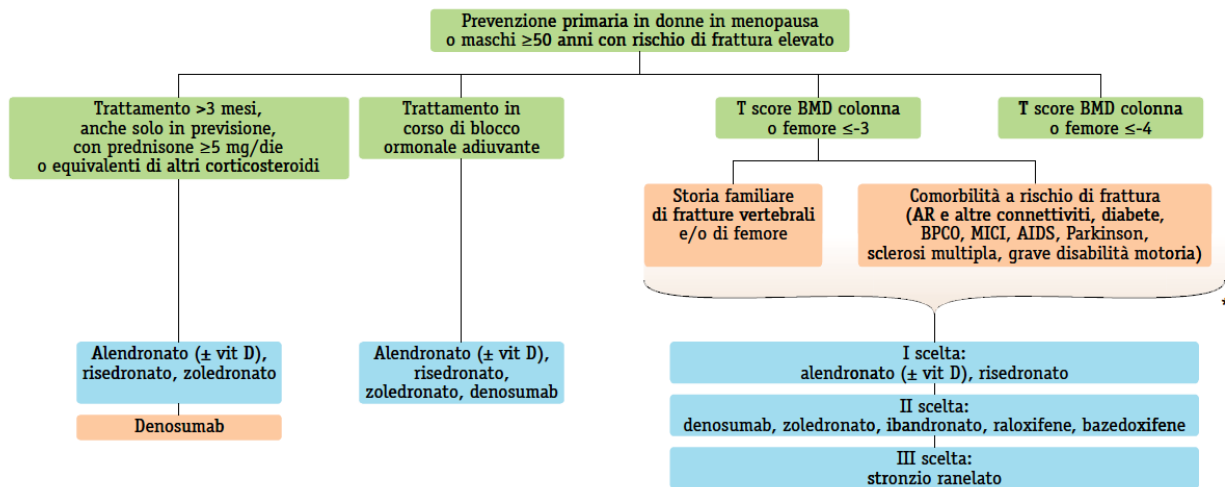 Prevenzione primaria in donne in menopausa
o maschi ≥50 anni con rischio di frattura elevato
Trattamento >3 mesi,
anche solo in previsione,
con prednisone ≥5 mg/die
o equivalenti di altri corticosteroidi
Trattamento in
corso di blocco
ormonale adiuvante
T score BMD colonna
o femore ≤-3
T score BMD colonna
o femore ≤-4
Storia familiare
di fratture vertebrali
e/o di femore
Comorbilità a rischio di frattura
(AR e altre connettiviti, diabete,
BPCO, MICI, AIDS, Parkinson,
sclerosi multipla, grave disabilità motoria)
*
Alendronato (± vit D),
risedronato, zoledronato
Denosumab
Alendronato (± vit D),
risedronato,
zoledronato, denosumab
I scelta:
alendronato (± vit D), risedronato
II scelta:
denosumab, zoledronato, ibandronato, raloxifene, bazedoxifene
III scelta:
stronzio ranelato